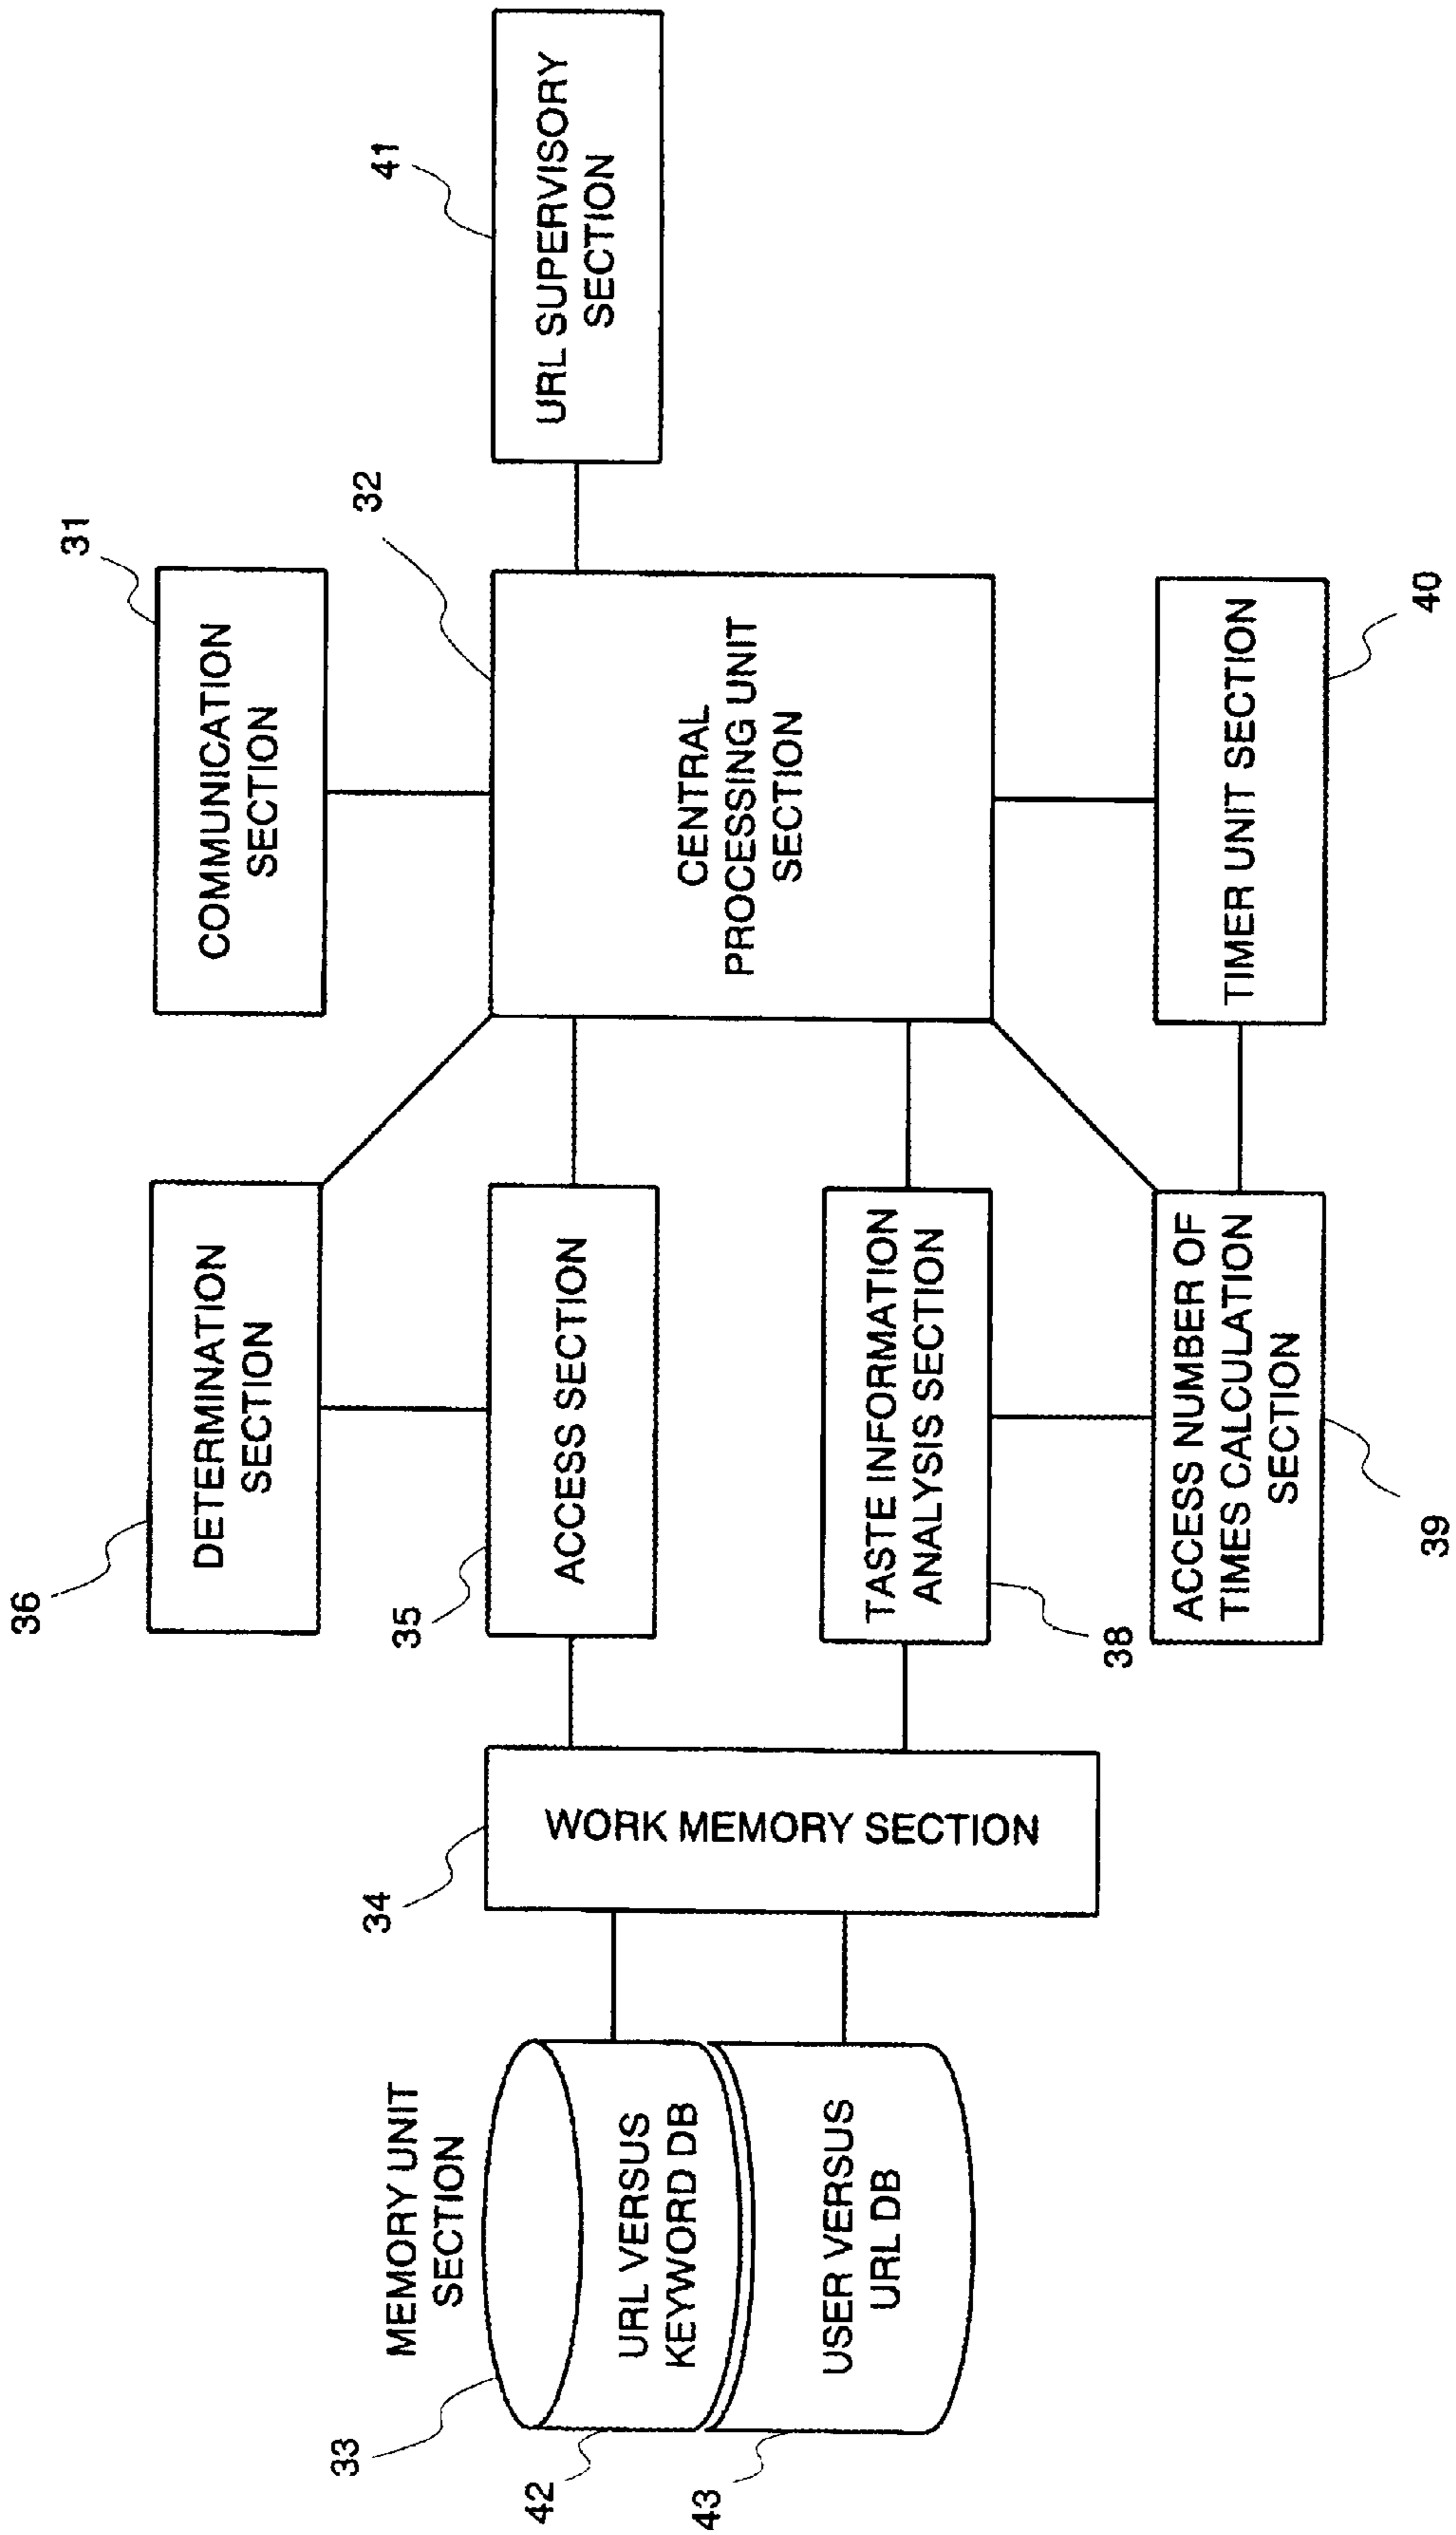 36
DETERMINATION
SECTION
31
COMMUNICATION
SECTION
MEMORY UNIT
SECTION
33
42
43
URL VERSUS
KEYWORD DB
USER VERSUS
URL DB
34
WORK MEMORY SECTION
35
ACCESS SECTION
38
TASTE INFORMATION
ANALYSIS SECTION
32
CENTRAL
PROCESSING UNIT
SECTION
41
URL SUPERVISORY
SECTION
39
ACCESS NUMBER OF
TIMES CALCULATION
SECTION
40
TIMER UNIT SECTION